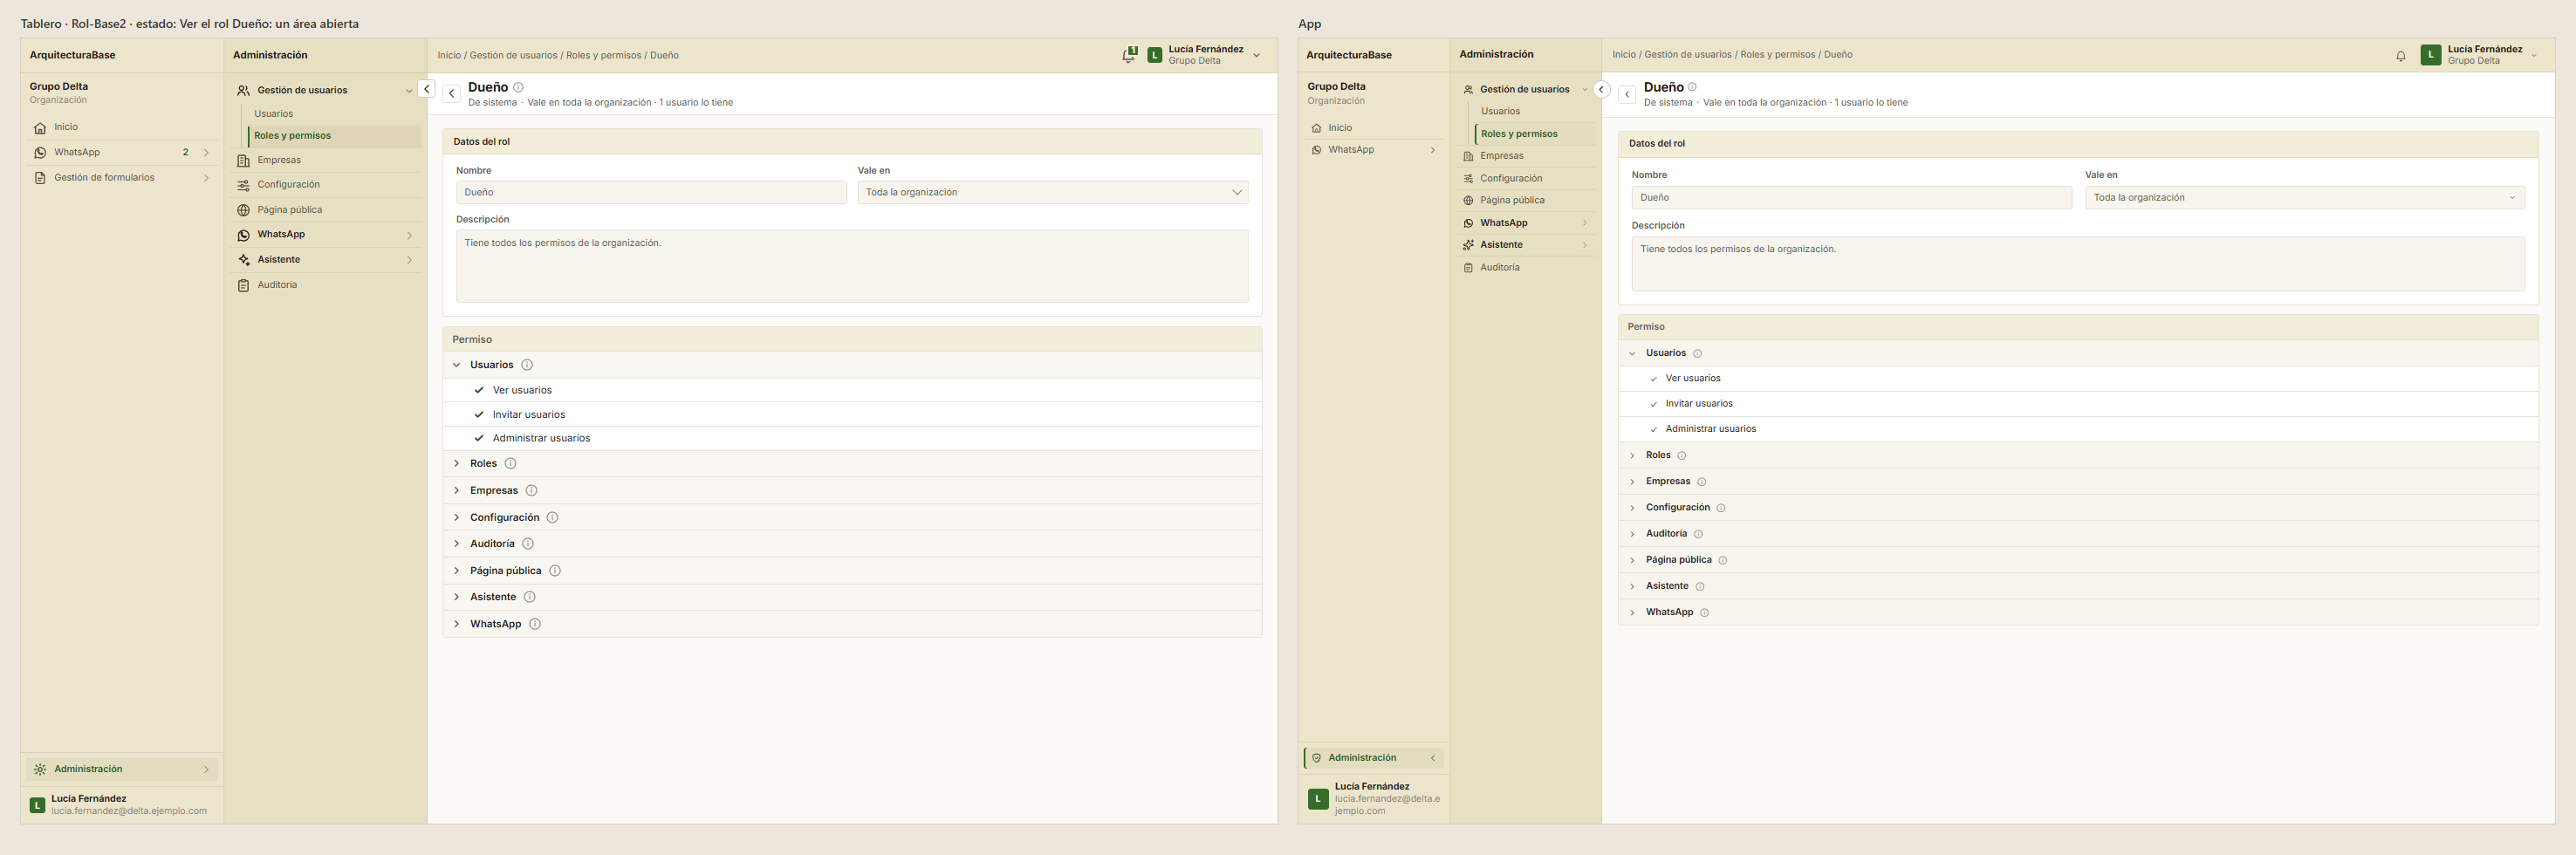 Tablero · Rol-Base2 · estado: Ver el rol Dueño: un área abierta
ArquitecturaBase
Grupo Delta
Organización
Inicio
WhatsApp 2
Gestión de formularios
Administración
Lucía Fernández
lucia.fernandez@delta.ejemplo.com
L
Administración
Gestión de usuarios
Usuarios
Roles y permisos
Empresas
Configuración
Página pública
WhatsApp
Asistente
Auditoría
Inicio / Gestión de usuarios / Roles y permisos / Dueño
1
L
Lucía Fernández
Grupo Delta
Dueño
De sistema · Vale en toda la organización · 1 usuario lo tiene
Datos del rol
Nombre
Dueño
Vale en
Toda la organización
Descripción
Tiene todos los permisos de la organización.
Permiso
Usuarios
Ver usuarios
Invitar usuarios
Administrar usuarios
Roles
Empresas
Configuración
Auditoría
Página pública
Asistente
WhatsApp
App
ArquitecturaBase
Grupo Delta
Organización
Inicio
WhatsApp
Administración
L
Lucía Fernández
lucia.fernandez@delta.e
jemplo.com
Administración
Gestión de usuarios
Usuarios
Roles y permisos
Empresas
Configuración
Página pública
WhatsApp
Asistente
Auditoría
Inicio / Gestión de usuarios / Roles y permisos / Dueño
L
Lucía Fernández
Grupo Delta
Dueño
De sistema · Vale en toda la organización · 1 usuario lo tiene
Datos del rol
Nombre
Dueño
Vale en
Toda la organización
Descripción
Tiene todos los permisos de la organización.
Permiso
Usuarios
Ver usuarios
Invitar usuarios
Administrar usuarios
Roles
Empresas
Configuración
Auditoría
Página pública
Asistente
WhatsApp